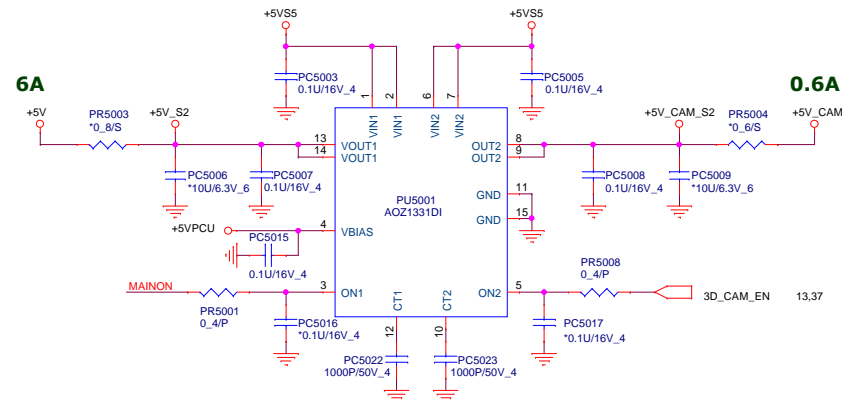 +5VS5
+5VS5
PC5003
0.1U/16V_4
PC5005
0.1U/16V_4
6A
0.6A
1
2
6
7
+5V
PR5003
*0_8/S
+5V_S2
VIN1
VIN1
VIN2
VIN2
+5V_CAM_S2
PR5004
*0_6/S
+5V_CAM
13
14
VOUT1
VOUT1
OUT2
OUT2
8
9
PC5006
*10U/6.3V_6
PC5007
0.1U/16V_4
PC5008
0.1U/16V_4
PC5009
*10U/6.3V_6
PU5001
AOZ1331DI
GND
11
GND
15
+5VPCU
4
VBIAS
PC5015
0.1U/16V_4
MAINON
PR5001
0_4/P
3
ON1
ON2
5
PR5008
0_4/P
3D_CAM_EN
13,37
CT1
CT2
PC5016
*0.1U/16V_4
PC5017
*0.1U/16V_4
12
10
PC5022
1000P/50V_4
PC5023
1000P/50V_4